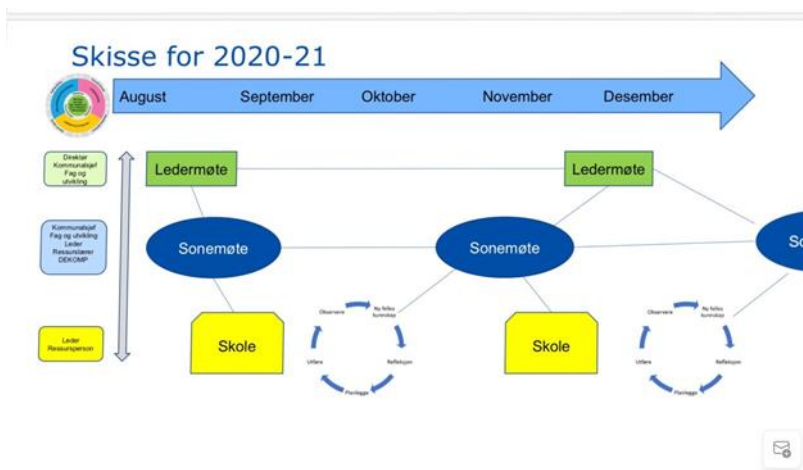 Skisse for 2020-21
August
September
Oktober
November
Desember
Direktør
Kommunalsjef
Fag og
utvikling
Ledermøte
Ledermøte
Kommunalsjef
Fag og utvikling
Leder
Ressurslærer
DEKOMP
Sonemøte
Sonemøte
So
Leder
Ressursperson
Skole
Observere
Ny felles
kunnskap
Utføre
Refleksjon
Planlegge
Skole
Observere
Ny felles
kunnskap
Utføre
Refleksjon
Planlegge